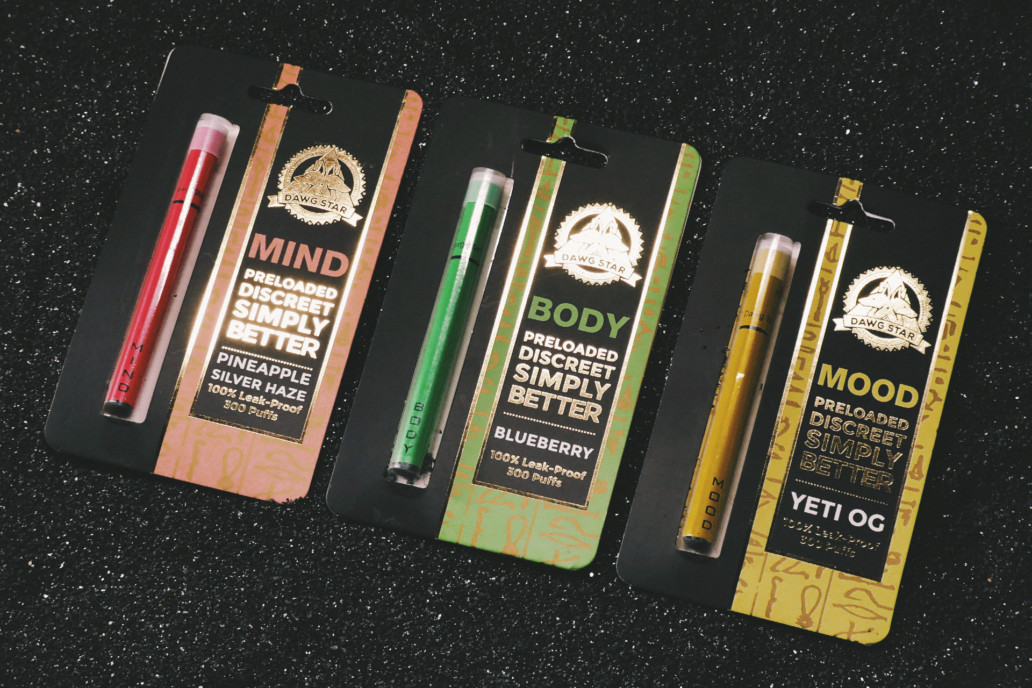 MIND
DAWG STAR
MIND
PRELOADED
DISCREET
SIMPLY
BETTER
PINEAPPLE
SILVER HAZE
100% Leak-Proof
300 Puffs
BODY
DAWG STAR
BODY
PRELOADED
DISCREET
SIMPLY
BETTER
BLUEBERRY
100% Leak-Proof
300 Puffs
MOOD
DAWG STAR
MOOD
PRELOADED
DISCREET
SIMPLY
BETTER
YETI OG
100% Leak-Proof
300 Puffs